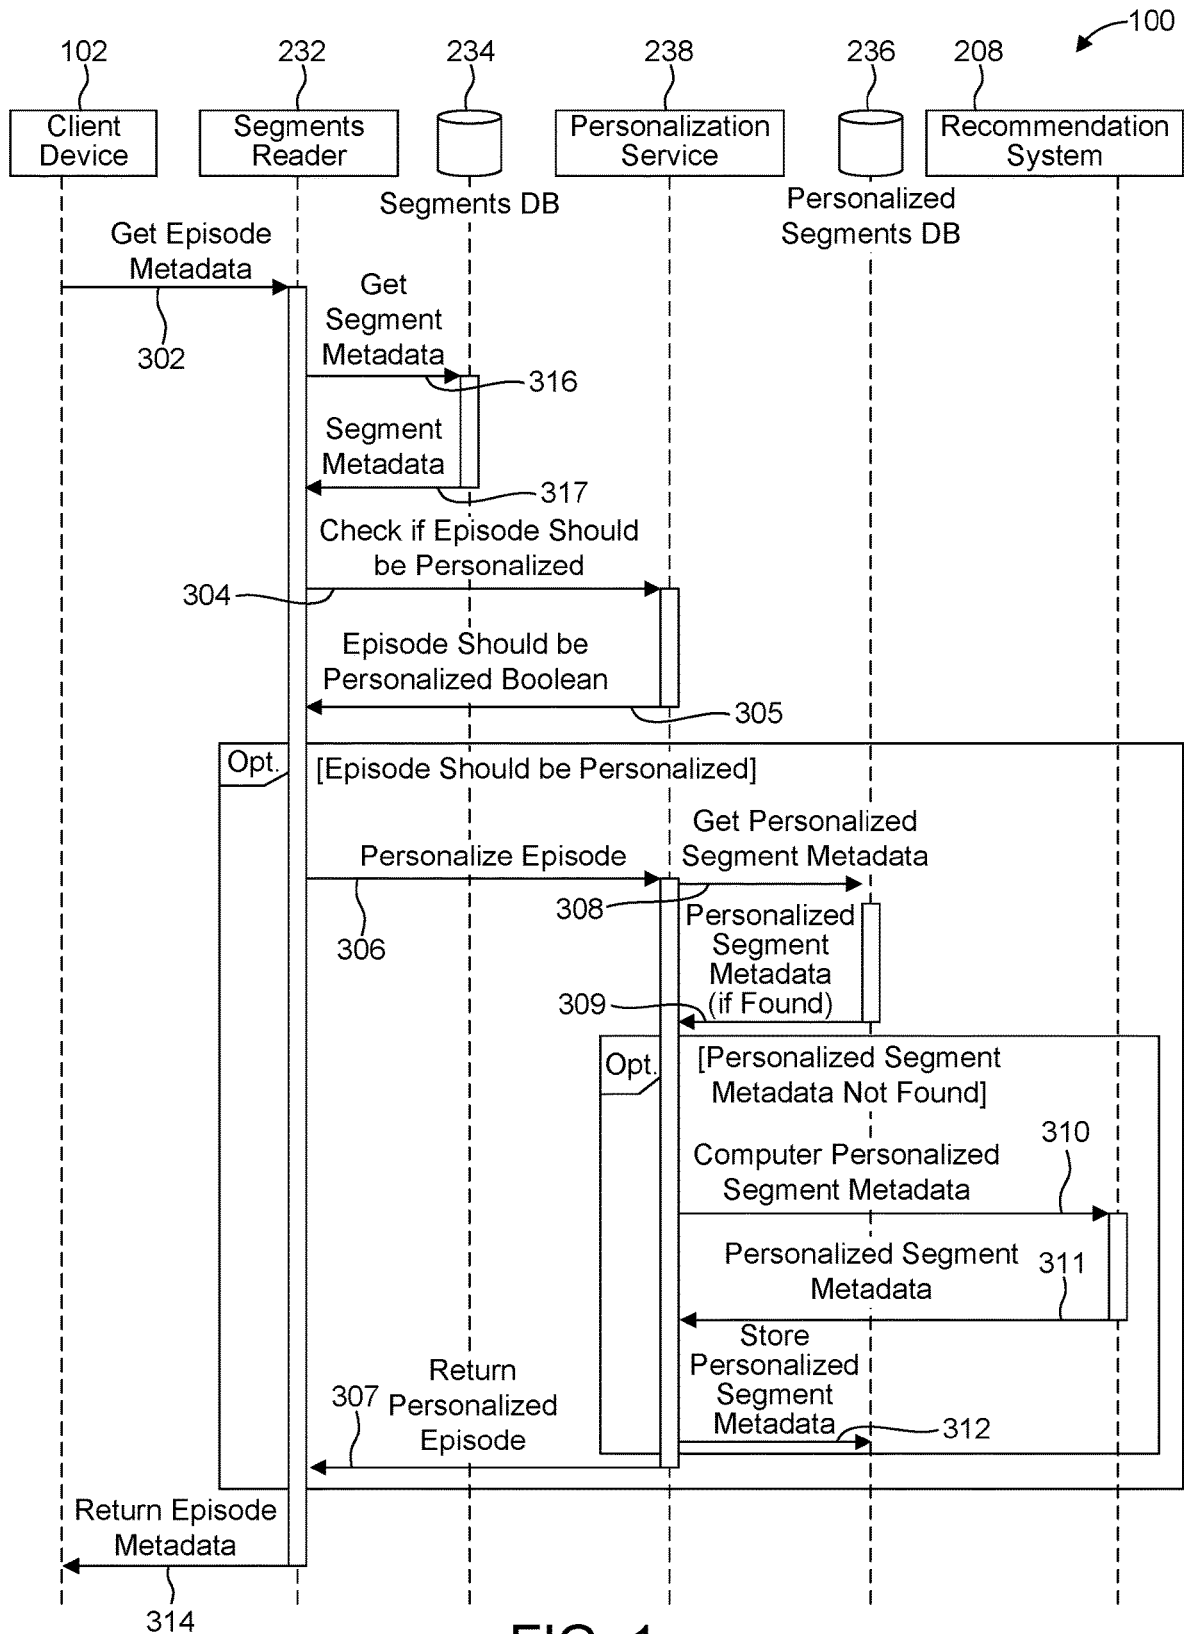 100
102
232
234
238
236
208
Client
Device
Segments
Reader
Segments DB
Personalization
Service
Personalized
Segments DB
Recommendation
System
Get Episode
Metadata
302
Get
Segment
Metadata
316
Segment
Metadata
317
Check if Episode Should
be Personalized
304
Episode Should be
Personalized Boolean
305
Opt.
[Episode Should be Personalized]
Personalize Episode
306
Get Personalized
Segment Metadata
308
Personalized
Segment
Metadata
(if Found)
309
Opt.
[Personalized Segment
Metadata Not Found]
Computer Personalized
Segment Metadata
310
Personalized Segment
Metadata
311
Store
Personalized
Segment
Metadata
312
Return
Personalized
Episode
307
Return Episode
Metadata
314
FIG. 1